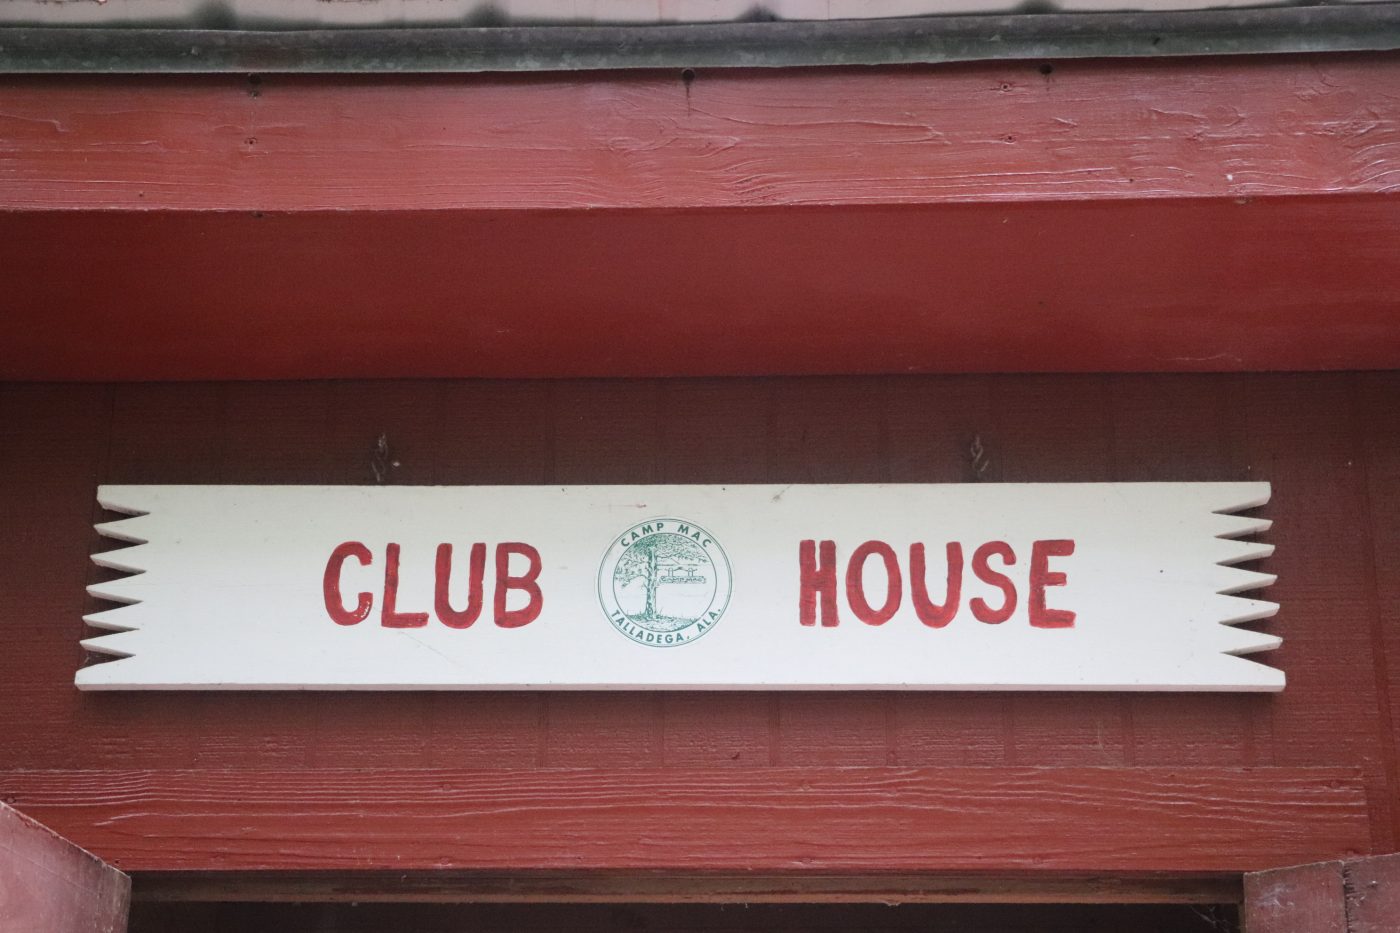 CLUB HOUSE
CAMP MAC
TALLADEGA, ALA.